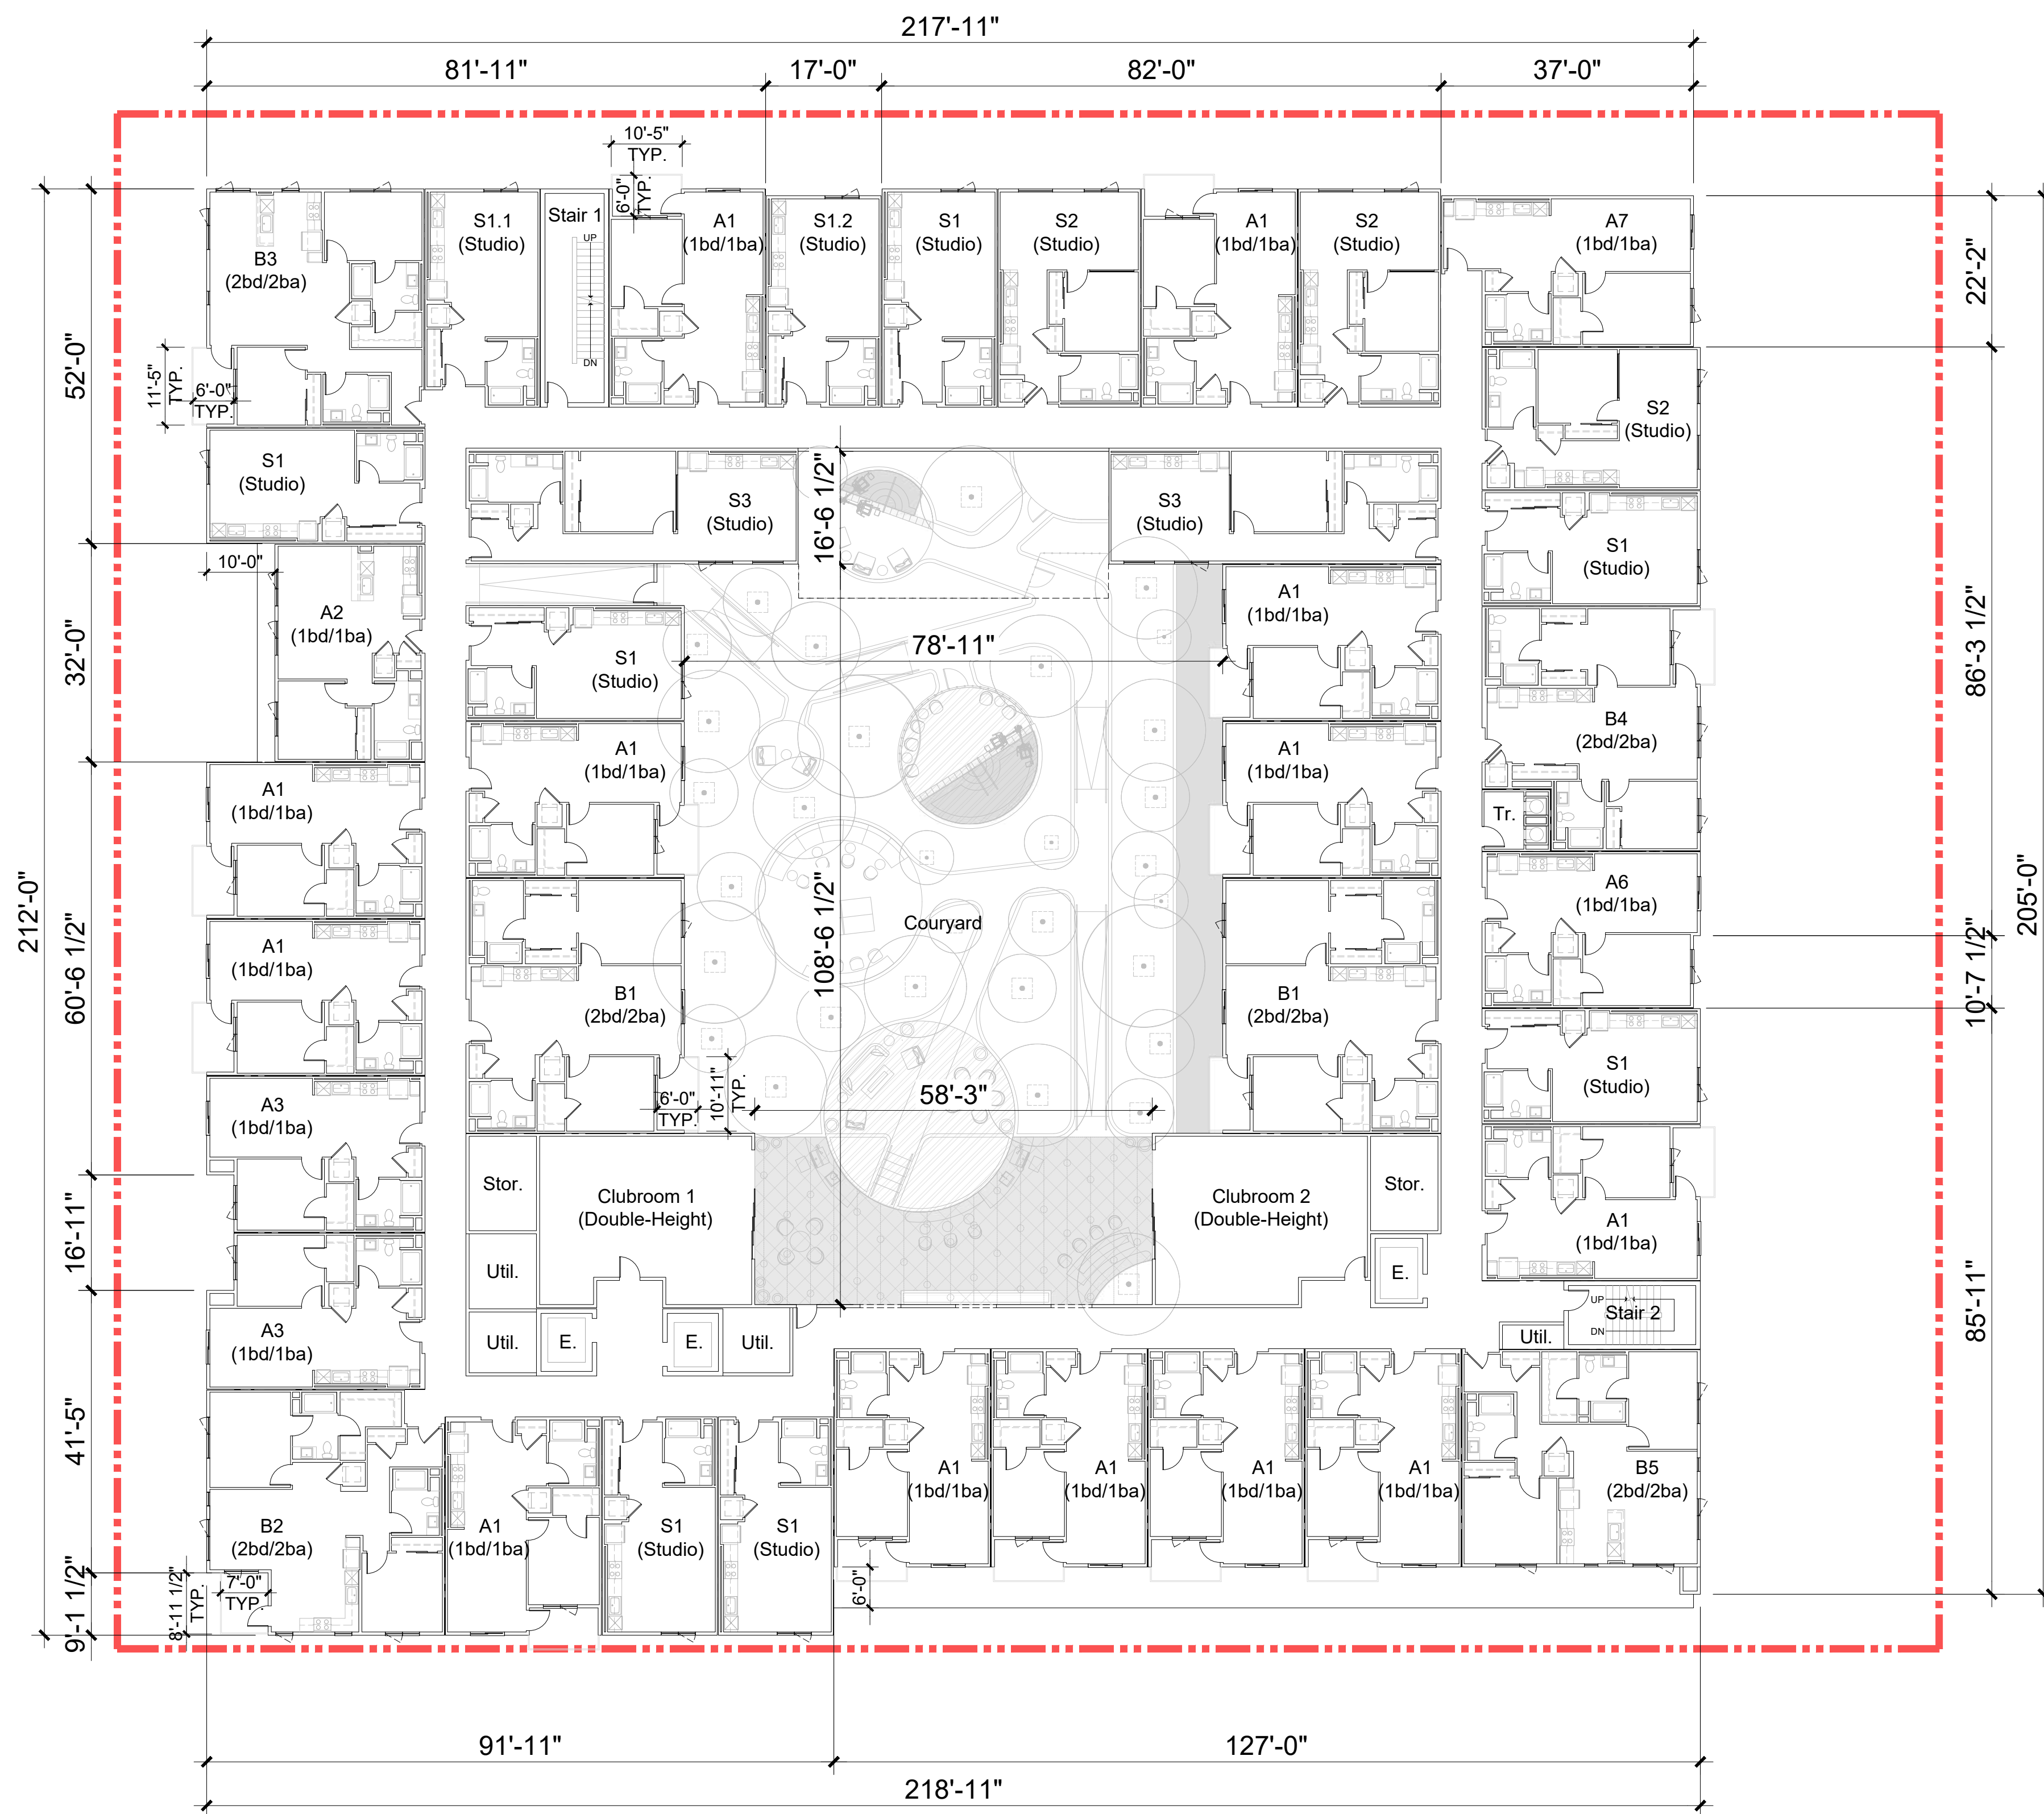 217'-11"
81'-11"
17'-0"
82'-0"
37'-0"
10'-5"
TYP.
6'-0"
TYP.
B3
(2bd/2ba)
S1.1
(Studio)
Stair 1
UP
DN
A1
(1bd/1ba)
S1.2
(Studio)
S1
(Studio)
S2
(Studio)
A1
(1bd/1ba)
S2
(Studio)
A7
(1bd/1ba)
22'-2"
52'-0"
11'-5"
TYP.
6'-0"
TYP.
S2
(Studio)
S1
(Studio)
S3
(Studio)
16'-6 1/2"
S3
(Studio)
S1
(Studio)
10'-0"
A2
(1bd/1ba)
32'-0"
A1
(1bd/1ba)
78'-11"
S1
(Studio)
86'-3 1/2"
B4
(2bd/2ba)
A1
(1bd/1ba)
A1
(1bd/1ba)
A1
(1bd/1ba)
Tr.
212'-0"
205'-0"
A6
(1bd/1ba)
Couryard
108'-6 1/2"
A1
(1bd/1ba)
60'-6 1/2"
10'-7 1/2"
B1
(2bd/2ba)
B1
(2bd/2ba)
S1
(Studio)
A3
(1bd/1ba)
6'-0"
TYP.
10'-11"
TYP.
58'-3"
Stor.
Clubroom 1
(Double-Height)
Clubroom 2
(Double-Height)
Stor.
16'-11"
A1
(1bd/1ba)
Util.
E.
85'-11"
UP
Stair 2
DN
Util.
A3
(1bd/1ba)
Util.
E.
E.
Util.
41'-5"
A1
(1bd/1ba)
A1
(1bd/1ba)
A1
(1bd/1ba)
A1
(1bd/1ba)
B5
(2bd/2ba)
B2
(2bd/2ba)
A1
(1bd/1ba)
S1
(Studio)
S1
(Studio)
9'-1 1/2"
8'-11 1/2"
TYP.
7'-0"
TYP.
6'-0"
91'-11"
127'-0"
218'-11"